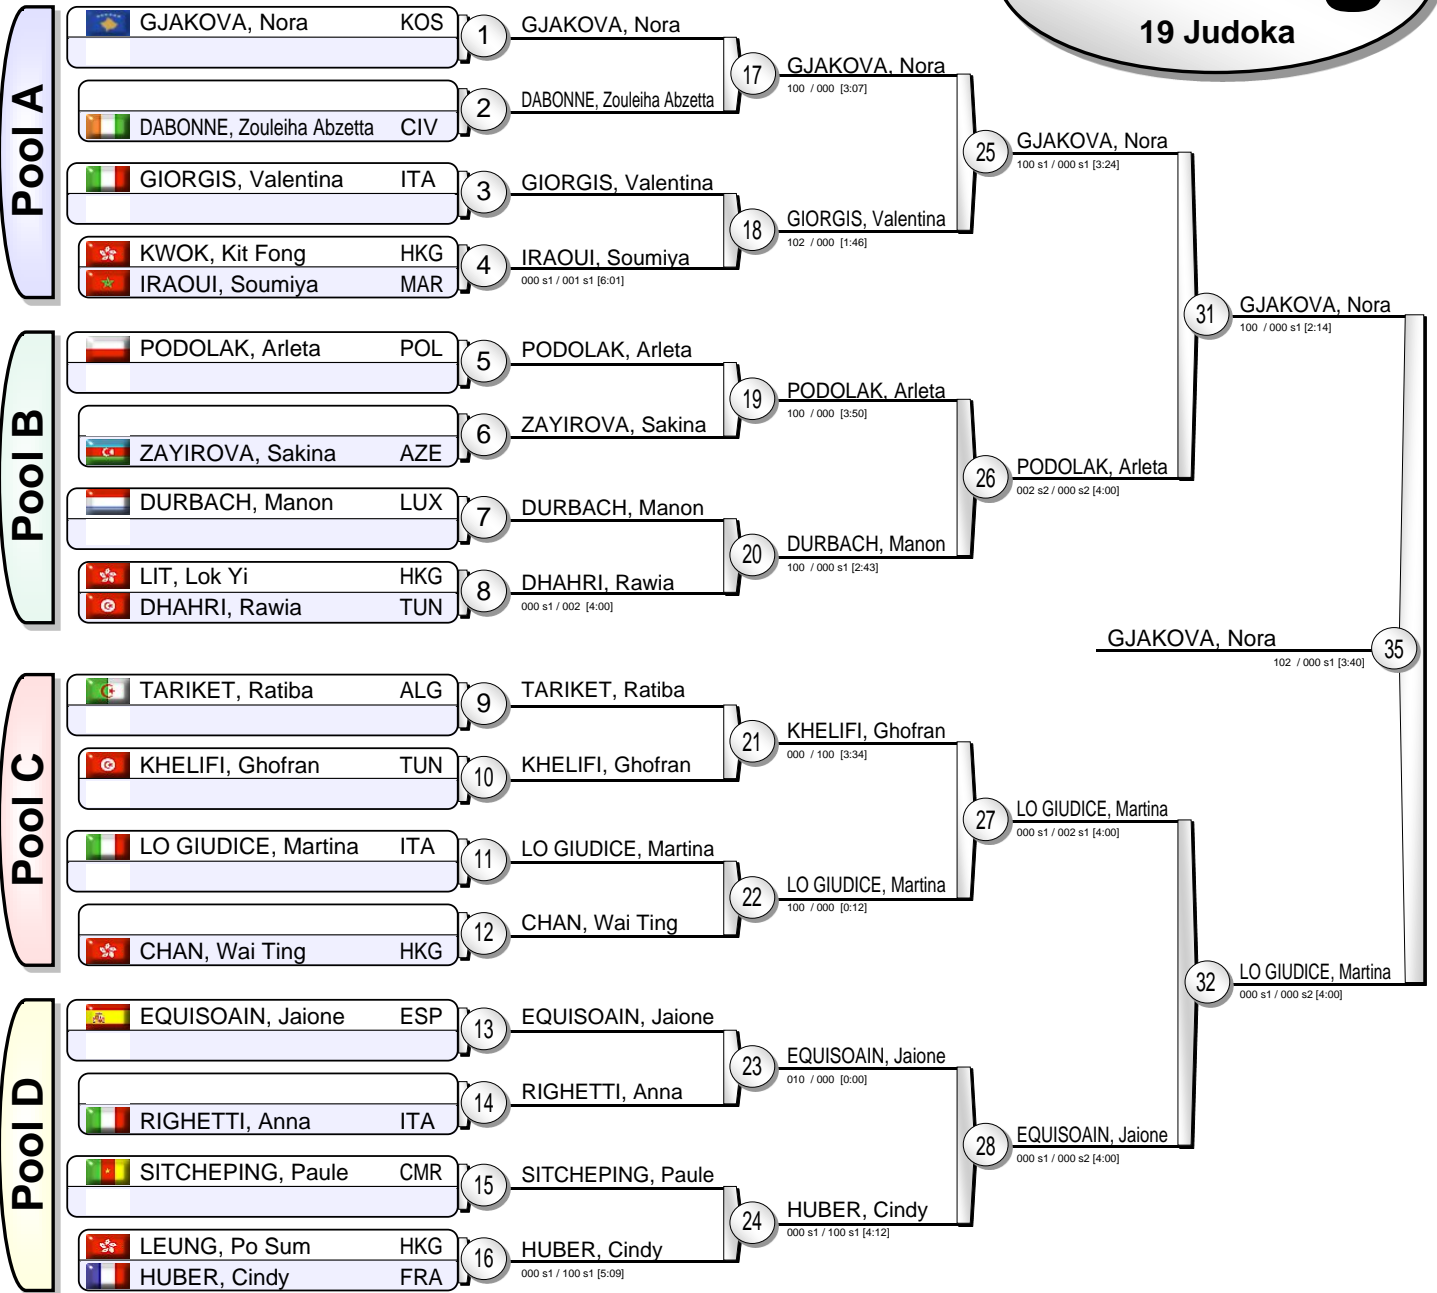 19 Judoka
Pool A
GJAKOVA, Nora KOS
1
GJAKOVA, Nora
2
DABONNE, Zouleiha Abzetta CIV
DABONNE, Zouleiha Abzetta
17
GJAKOVA, Nora
100 / 000 [3:07]
GIORGIS, Valentina ITA
3
GIORGIS, Valentina
KWOK, Kit Fong HKG
IRAOUI, Soumiya MAR
4
IRAOUI, Soumiya
000 s1 / 001 s1 [6:01]
18
GIORGIS, Valentina
102 / 000 [1:46]
25
GJAKOVA, Nora
100 s1 / 000 s1 [3:24]
Pool B
PODOLAK, Arleta POL
5
PODOLAK, Arleta
6
ZAYIROVA, Sakina AZE
ZAYIROVA, Sakina
19
PODOLAK, Arleta
100 / 000 [3:50]
DURBACH, Manon LUX
7
DURBACH, Manon
LIT, Lok Yi HKG
DHAHRI, Rawia TUN
8
DHAHRI, Rawia
000 s1 / 002 [4:00]
20
DURBACH, Manon
100 / 000 s1 [2:43]
26
PODOLAK, Arleta
002 s2 / 000 s2 [4:00]
31
GJAKOVA, Nora
100 / 000 s1 [2:14]
Pool C
TARIKET, Ratiba ALG
9
TARIKET, Ratiba
KHELIFI, Ghofran TUN
10
KHELIFI, Ghofran
21
KHELIFI, Ghofran
000 / 100 [3:34]
LO GIUDICE, Martina ITA
11
LO GIUDICE, Martina
12
CHAN, Wai Ting HKG
CHAN, Wai Ting
22
LO GIUDICE, Martina
100 / 000 [0:12]
27
LO GIUDICE, Martina
000 s1 / 002 s1 [4:00]
Pool D
EQUISOAIN, Jaione ESP
13
EQUISOAIN, Jaione
14
RIGHETTI, Anna ITA
RIGHETTI, Anna
23
EQUISOAIN, Jaione
010 / 000 [0:00]
SITCHEPING, Paule CMR
15
SITCHEPING, Paule
LEUNG, Po Sum HKG
HUBER, Cindy FRA
16
HUBER, Cindy
000 s1 / 100 s1 [5:09]
24
HUBER, Cindy
000 s1 / 100 s1 [4:12]
28
EQUISOAIN, Jaione
000 s1 / 000 s2 [4:00]
32
LO GIUDICE, Martina
000 s1 / 000 s2 [4:00]
GJAKOVA, Nora
102 / 000 s1 [3:40]
35